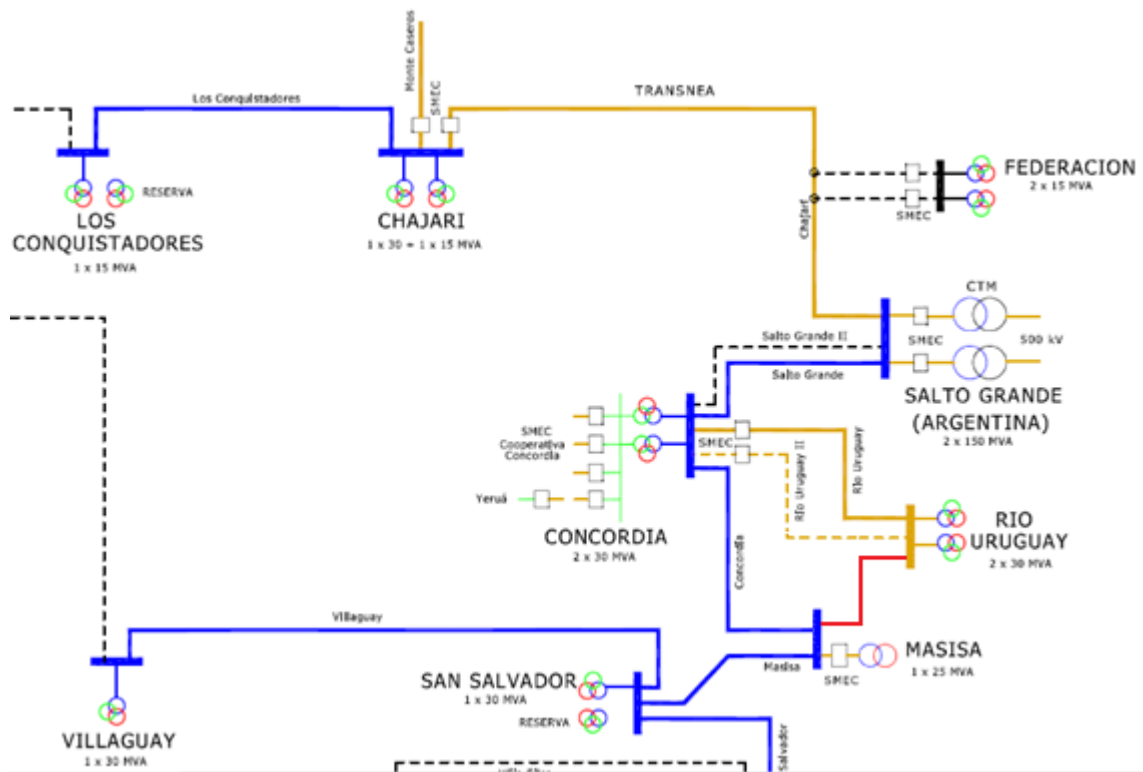 Monte Caseros
SMEC
TRANSNEA
Los Conquistadores
RESERVA
LOS
CONQUISTADORES
1 x 15 MVA
CHAJARI
1 x 30 + 1 x 15 MVA
FEDERACION
2 x 15 MVA
SMEC
Chajarí
CTM
SMEC
500 kV
Salto Grande II
Salto Grande
SALTO GRANDE
(ARGENTINA)
2 x 150 MVA
SMEC
Cooperativa
Concordia
SMEC
Yeruá
CONCORDIA
2 x 30 MVA
Río Uruguay II
Río Uruguay
RIO
URUGUAY
2 x 30 MVA
Concordia
Villaguay
Masisa
SMEC
MASISA
1 x 25 MVA
SAN SALVADOR
1 x 30 MVA
RESERVA
VILLAGUAY
1 x 30 MVA
Salvador